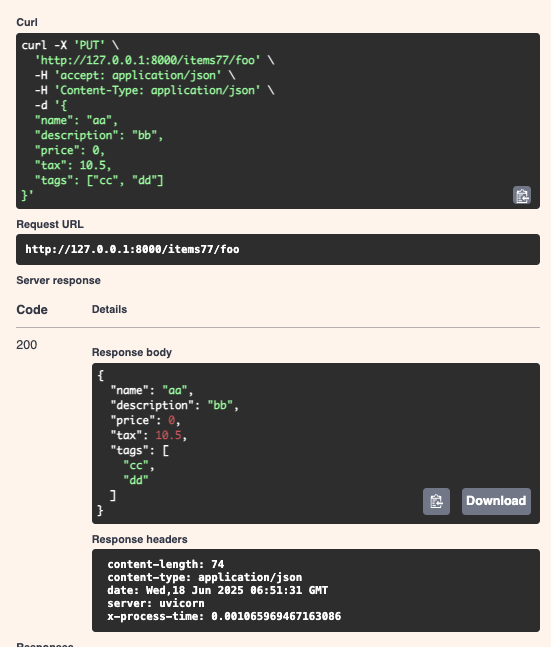 Curl
curl -X 'PUT' \
  'http://127.0.0.1:8000/items77/foo' \
  -H 'accept: application/json' \
  -H 'Content-Type: application/json' \
  -d '{
  "name": "aa",
  "description": "bb",
  "price": 0,
  "tax": 10.5,
  "tags": ["cc", "dd"]
}'
Request URL
http://127.0.0.1:8000/items77/foo
Server response
Code Details
200
Response body
{
  "name": "aa",
  "description": "bb",
  "price": 0,
  "tax": 10.5,
  "tags": [
    "cc",
    "dd"
  ]
}
Download
Response headers
content-length: 74
content-type: application/json
date: Wed,18 Jun 2025 06:51:31 GMT
server: uvicorn
x-process-time: 0.001065969467163086
Responses